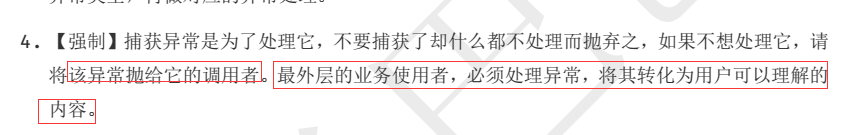 4. 【强制】捕获异常是为了处理它，不要捕获了却什么都不处理而抛弃之，如果不想处理它，请
将该异常抛给它的调用者。最外层的业务使用者，必须处理异常，将其转化为用户可以理解的
内容。